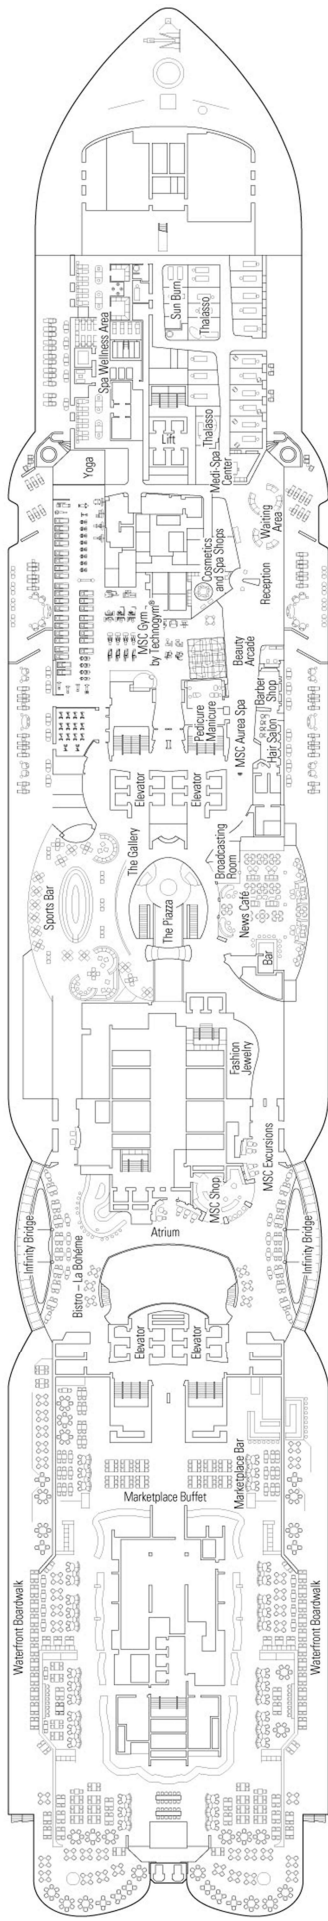 Sun Burn
Thalasso
Spa Wellness Area
Lift
Thalasso
Yoga
Medi-Spa
Center
Waiting
Area
Cosmetics
and Spa Shops
Reception
MSC Gym -
by Technogym®
Beauty
Arcade
Barber
Shop
Pedicure
Manicure
MSC Aurea Spa
Hair Salon
Elevator
Elevator
The Gallery
Broadcasting
Room
Sports Bar
The Piazza
News Café
Bar
Fashion
Jewelry
MSC Excursions
MSC Shop
Infinity Bridge
Infinity Bridge
Atrium
Bistro – La Bohéme
Elevator
Elevator
Marketplace Bar
Marketplace Buffet
Waterfront Boardwalk
Waterfront Boardwalk